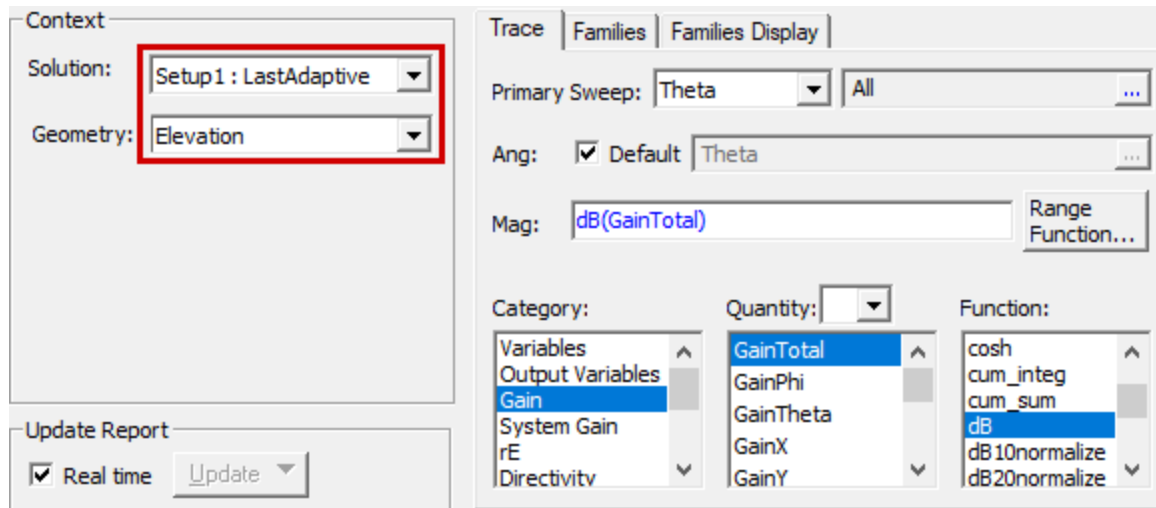 Context
Solution: Setup1 : LastAdaptive
Geometry: Elevation
Update Report
Real time Update
Trace Families Families Display
Primary Sweep: Theta All ...
Ang: Default Theta ...
Mag: dB(GainTotal) Range
Function...
Category:
Variables
Output Variables
Gain
System Gain
rE
Directivity
Quantity:
GainTotal
GainPhi
GainTheta
GainX
GainY
Function:
cosh
cum_integ
cum_sum
dB
dB10normalize
dB20normalize